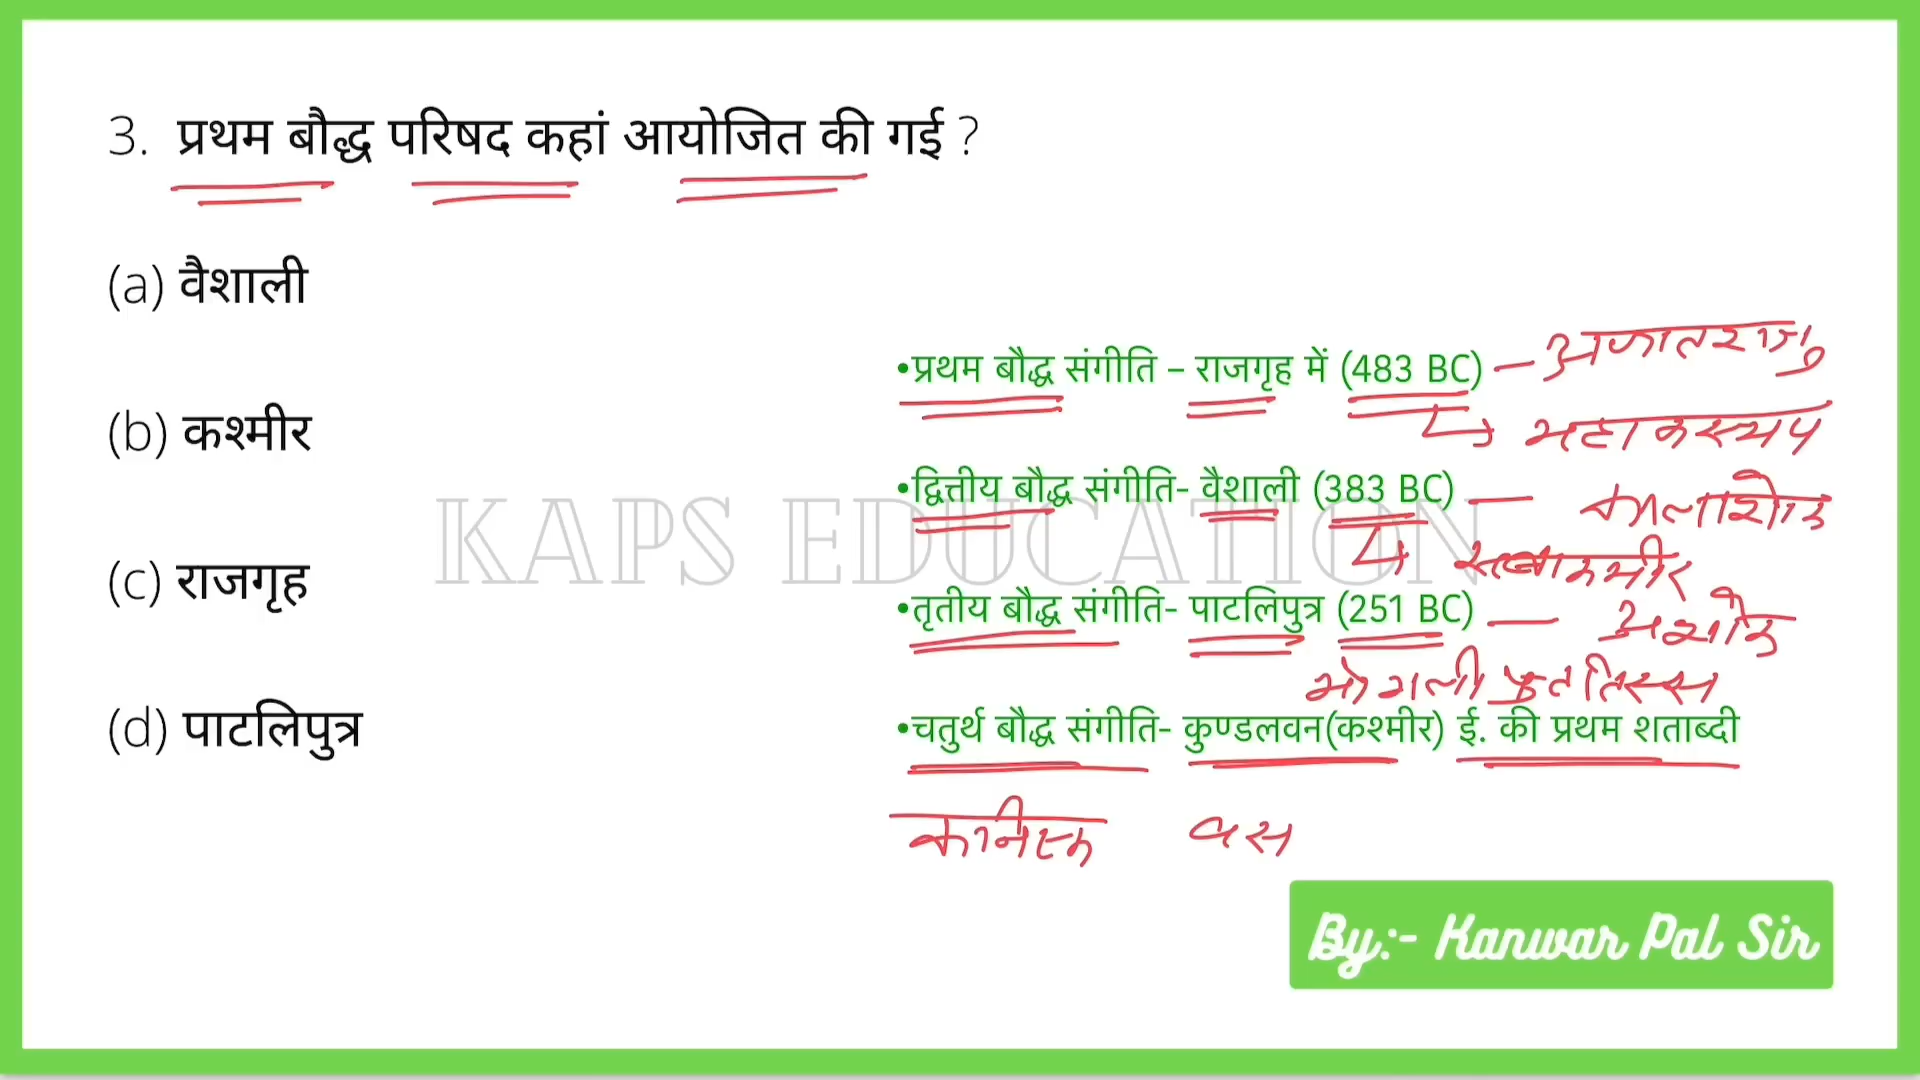 3. प्रथम बौद्ध परिषद कहां आयोजित की गई ?
(a) वैशाली
(b) कश्मीर
(c) राजगृह
(d) पाटलिपुत्र
•प्रथम बौद्ध संगीति – राजगृह में (483 BC) – अजातशत्रु
महाकस्यप
•द्वित्तीय बौद्ध संगीति- वैशाली (383 BC) – कालाशोक
•तृतीय बौद्ध संगीति- पाटलिपुत्र (251 BC) – अशोक
मोगली पुत्ततिस्स
•चतुर्थ बौद्ध संगीति- कुण्डलवन(कश्मीर) ई. की प्रथम शताब्दी
कनिष्क
KAPS EDUCATION
By:- Kanwar Pal Sir